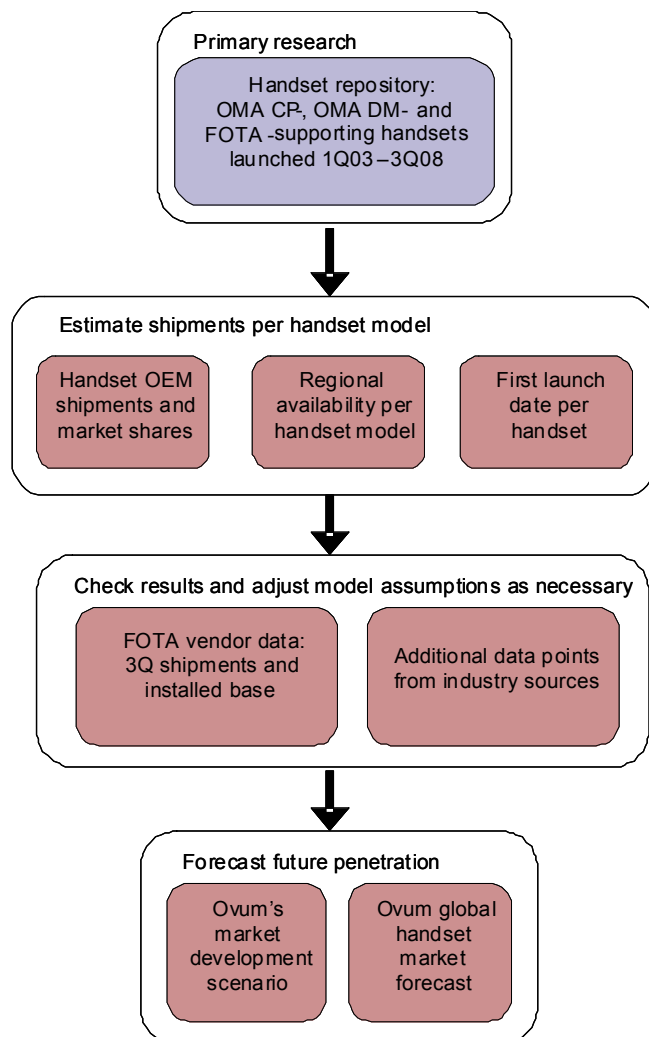 Primary research
Handset repository:
OMA CP-, OMA DM- and
FOTA -supporting handsets
launched 1Q03–3Q08
Estimate shipments per handset model
Handset OEM
shipments and
market shares
Regional
availability per
handset model
First launch
date per
handset
Check results and adjust model assumptions as necessary
FOTA vendor data:
3Q shipments and
installed base
Additional data points
from industry sources
Forecast future penetration
Ovum's
market
development
scenario
Ovum global
handset
market
forecast